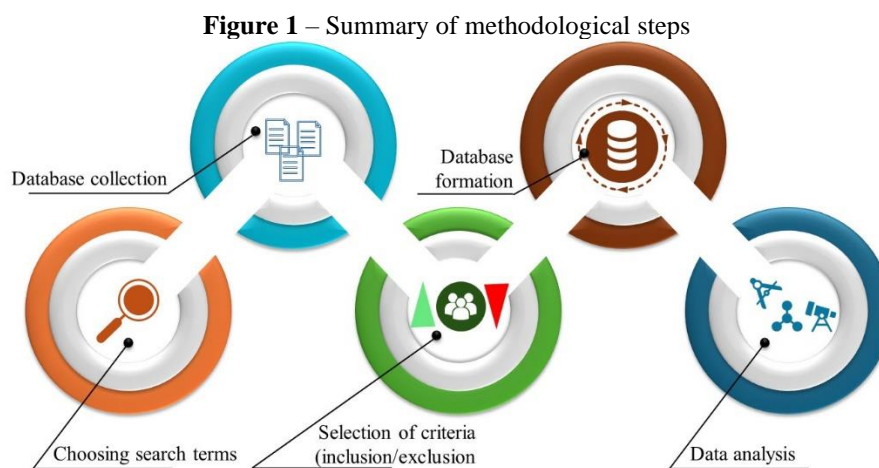 Figure 1 – Summary of methodological steps
Database collection
Database
formation
Choosing search terms
Selection of criteria
(inclusion/exclusion
Data analysis